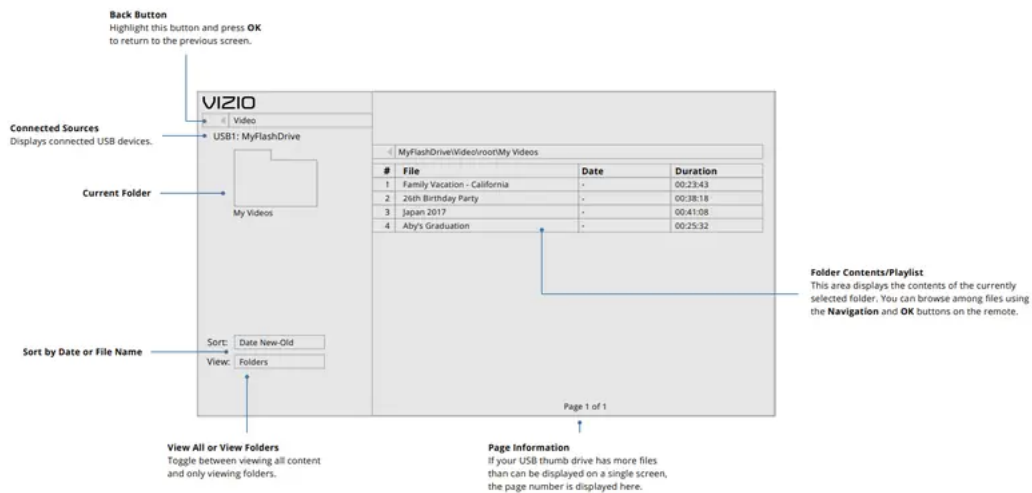 Back Button
Highlight this button and press OK
to return to the previous screen.
VIZIO
Video
Connected Sources
Displays connected USB devices.
USB1: MyFlashDrive
MyFlashDrive\Video\root\My Videos
# File Date Duration
1 Family Vacation - California - 00:23:43
2 26th Birthday Party - 00:38:18
3 Japan 2017 - 00:41:08
4 Aby's Graduation - 00:25:32
Current Folder
My Videos
Folder Contents/Playlist
This area displays the contents of the currently
selected folder. You can browse among files using
the Navigation and OK buttons on the remote.
Sort: Date New-Old
Sort by Date or File Name
View: Folders
Page 1 of 1
View All or View Folders
Toggle between viewing all content
and only viewing folders.
Page Information
If your USB thumb drive has more files
than can be displayed on a single screen,
the page number is displayed here.